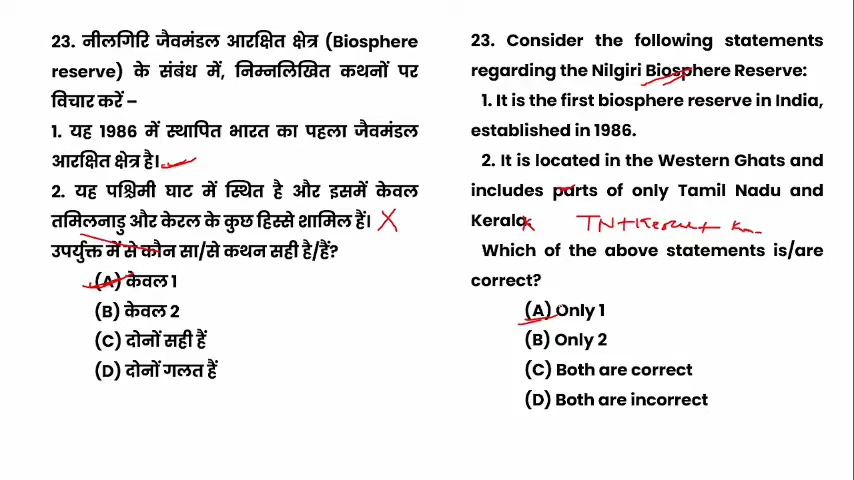 23. नीलगिरि जैवमंडल आरक्षित क्षेत्र (Biosphere
reserve) के संबंध में, निम्नलिखित कथनों पर
विचार करें –
1. यह 1986 में स्थापित भारत का पहला जैवमंडल
आरक्षित क्षेत्र है।
2. यह पश्चिमी घाट में स्थित है और इसमें केवल
तमिलनाडु और केरल के कुछ हिस्से शामिल हैं।
उपर्युक्त में से कौन सा/से कथन सही है/हैं?
(A) केवल 1
(B) केवल 2
(C) दोनों सही हैं
(D) दोनों गलत हैं
23. Consider the following statements
regarding the Nilgiri Biosphere Reserve:
1. It is the first biosphere reserve in India,
established in 1986.
2. It is located in the Western Ghats and
includes parts of only Tamil Nadu and
Kerala
TN+Kerala+
Which of the above statements is/are
correct?
(A) Only 1
(B) Only 2
(C) Both are correct
(D) Both are incorrect